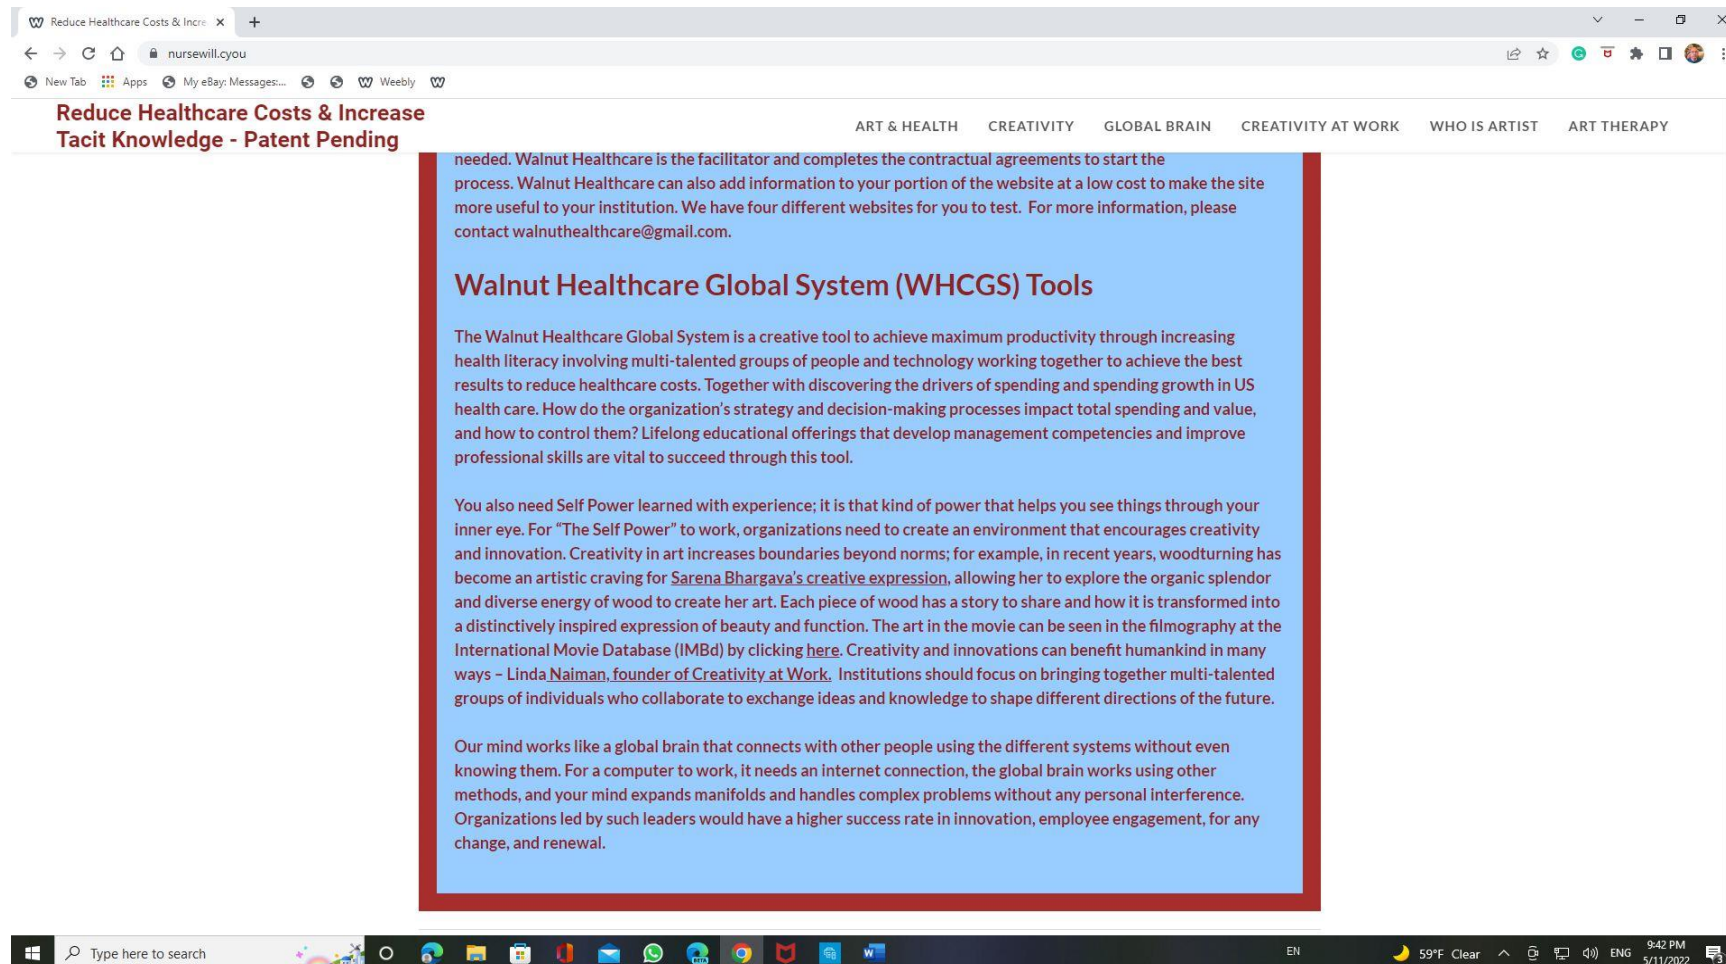 Reduce Healthcare Costs & Incre
nursewill.cyou
New Tab Apps My eBay: Messages:... Weebly
Reduce Healthcare Costs & Increase
Tacit Knowledge - Patent Pending
ART & HEALTH CREATIVITY GLOBAL BRAIN CREATIVITY AT WORK WHO IS ARTIST ART THERAPY
needed. Walnut Healthcare is the facilitator and completes the contractual agreements to start the
process. Walnut Healthcare can also add information to your portion of the website at a low cost to make the site
more useful to your institution. We have four different websites for you to test. For more information, please
contact walnuthealthcare@gmail.com.
Walnut Healthcare Global System (WHCGS) Tools
The Walnut Healthcare Global System is a creative tool to achieve maximum productivity through increasing
health literacy involving multi-talented groups of people and technology working together to achieve the best
results to reduce healthcare costs. Together with discovering the drivers of spending and spending growth in US
health care. How do the organization's strategy and decision-making processes impact total spending and value,
and how to control them? Lifelong educational offerings that develop management competencies and improve
professional skills are vital to succeed through this tool.
You also need Self Power learned with experience; it is that kind of power that helps you see things through your
inner eye. For “The Self Power” to work, organizations need to create an environment that encourages creativity
and innovation. Creativity in art increases boundaries beyond norms; for example, in recent years, woodturning has
become an artistic craving for Sarena Bhargava's creative expression, allowing her to explore the organic splendor
and diverse energy of wood to create her art. Each piece of wood has a story to share and how it is transformed into
a distinctively inspired expression of beauty and function. The art in the movie can be seen in the filmography at the
International Movie Database (IMBd) by clicking here. Creativity and innovations can benefit humankind in many
ways – Linda Naiman, founder of Creativity at Work. Institutions should focus on bringing together multi-talented
groups of individuals who collaborate to exchange ideas and knowledge to shape different directions of the future.
Our mind works like a global brain that connects with other people using the different systems without even
knowing them. For a computer to work, it needs an internet connection, the global brain works using other
methods, and your mind expands manifolds and handles complex problems without any personal interference.
Organizations led by such leaders would have a higher success rate in innovation, employee engagement, for any
change, and renewal.
Type here to search
EN
59°F Clear
ENG
9:42 PM
5/11/2022
3